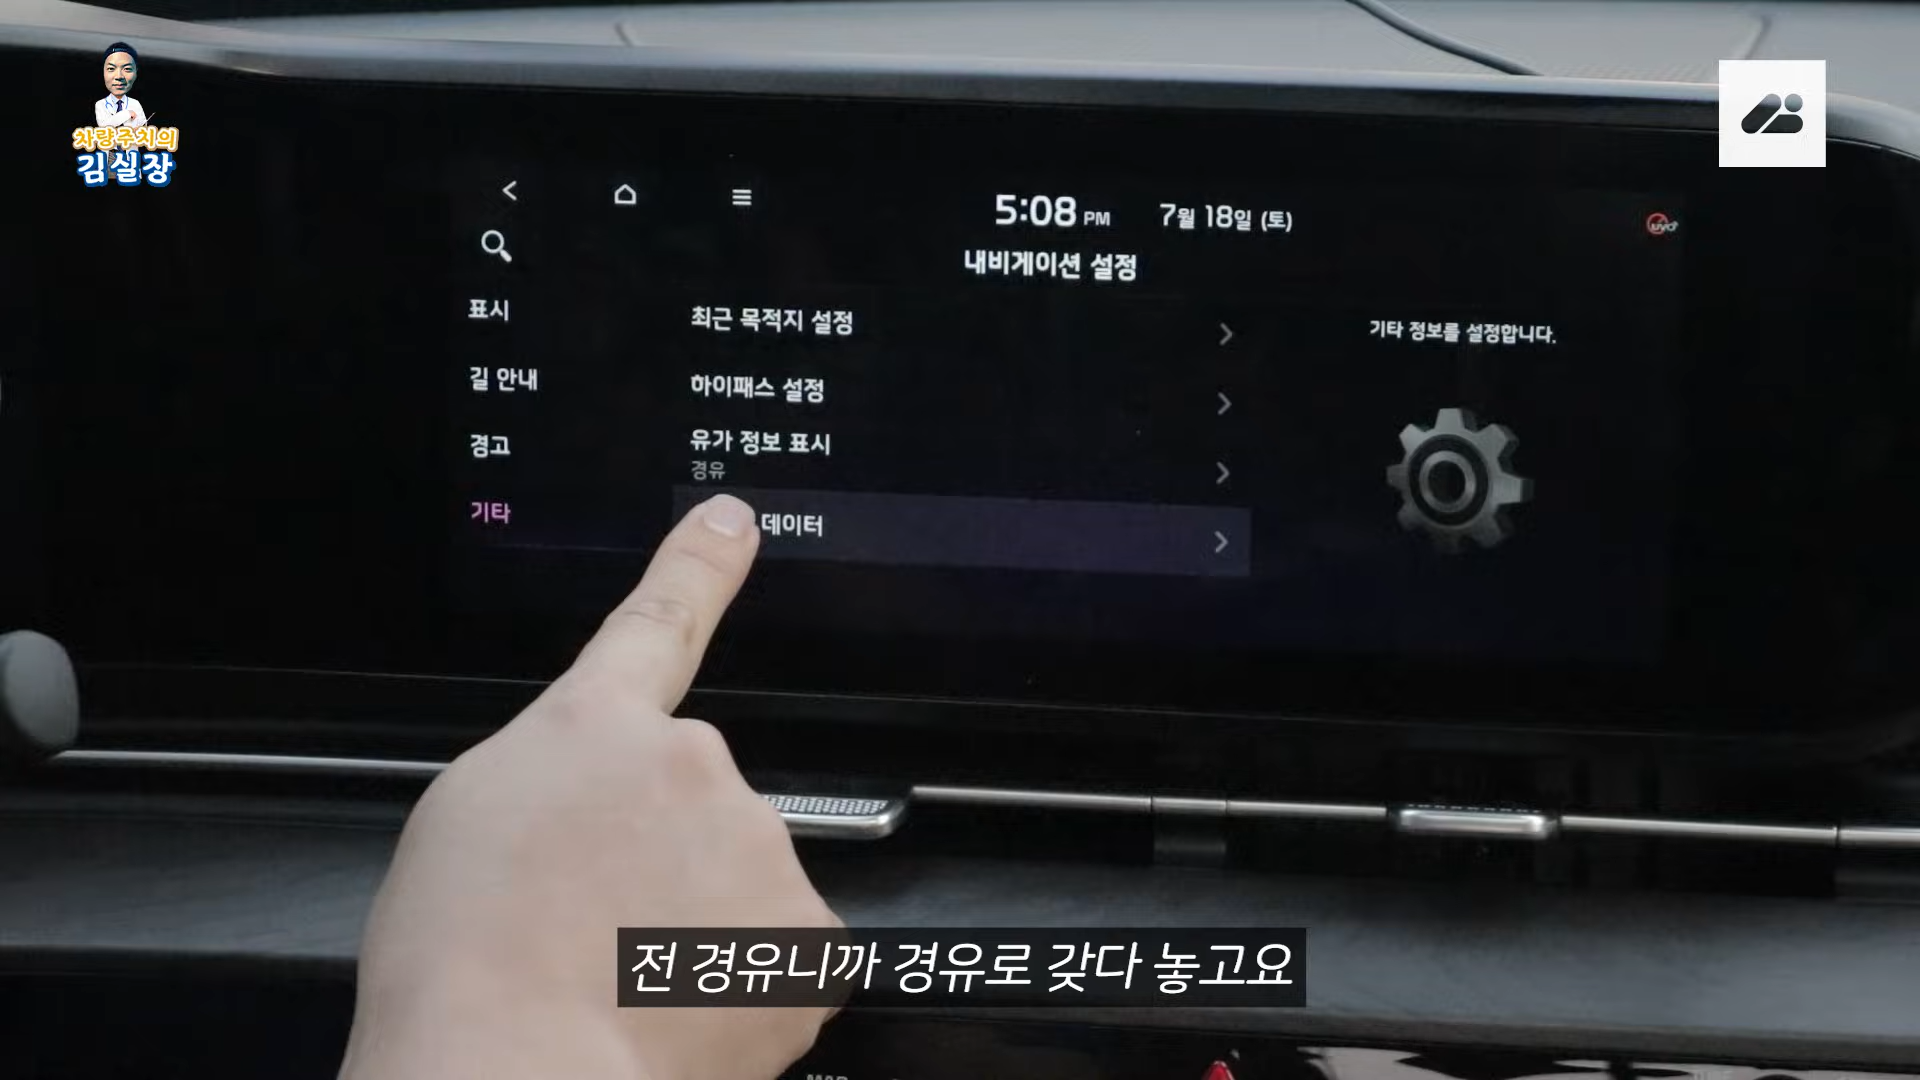 차량주치의
김실장
5:08 PM 7월 18일 (토)
내비게이션 설정
표시
길 안내
경고
기타
최근 목적지 설정
하이패스 설정
유가 정보 표시
경유
데이터
기타 정보를 설정합니다.
UVO
전 경유니까 경유로 갖다 놓고요